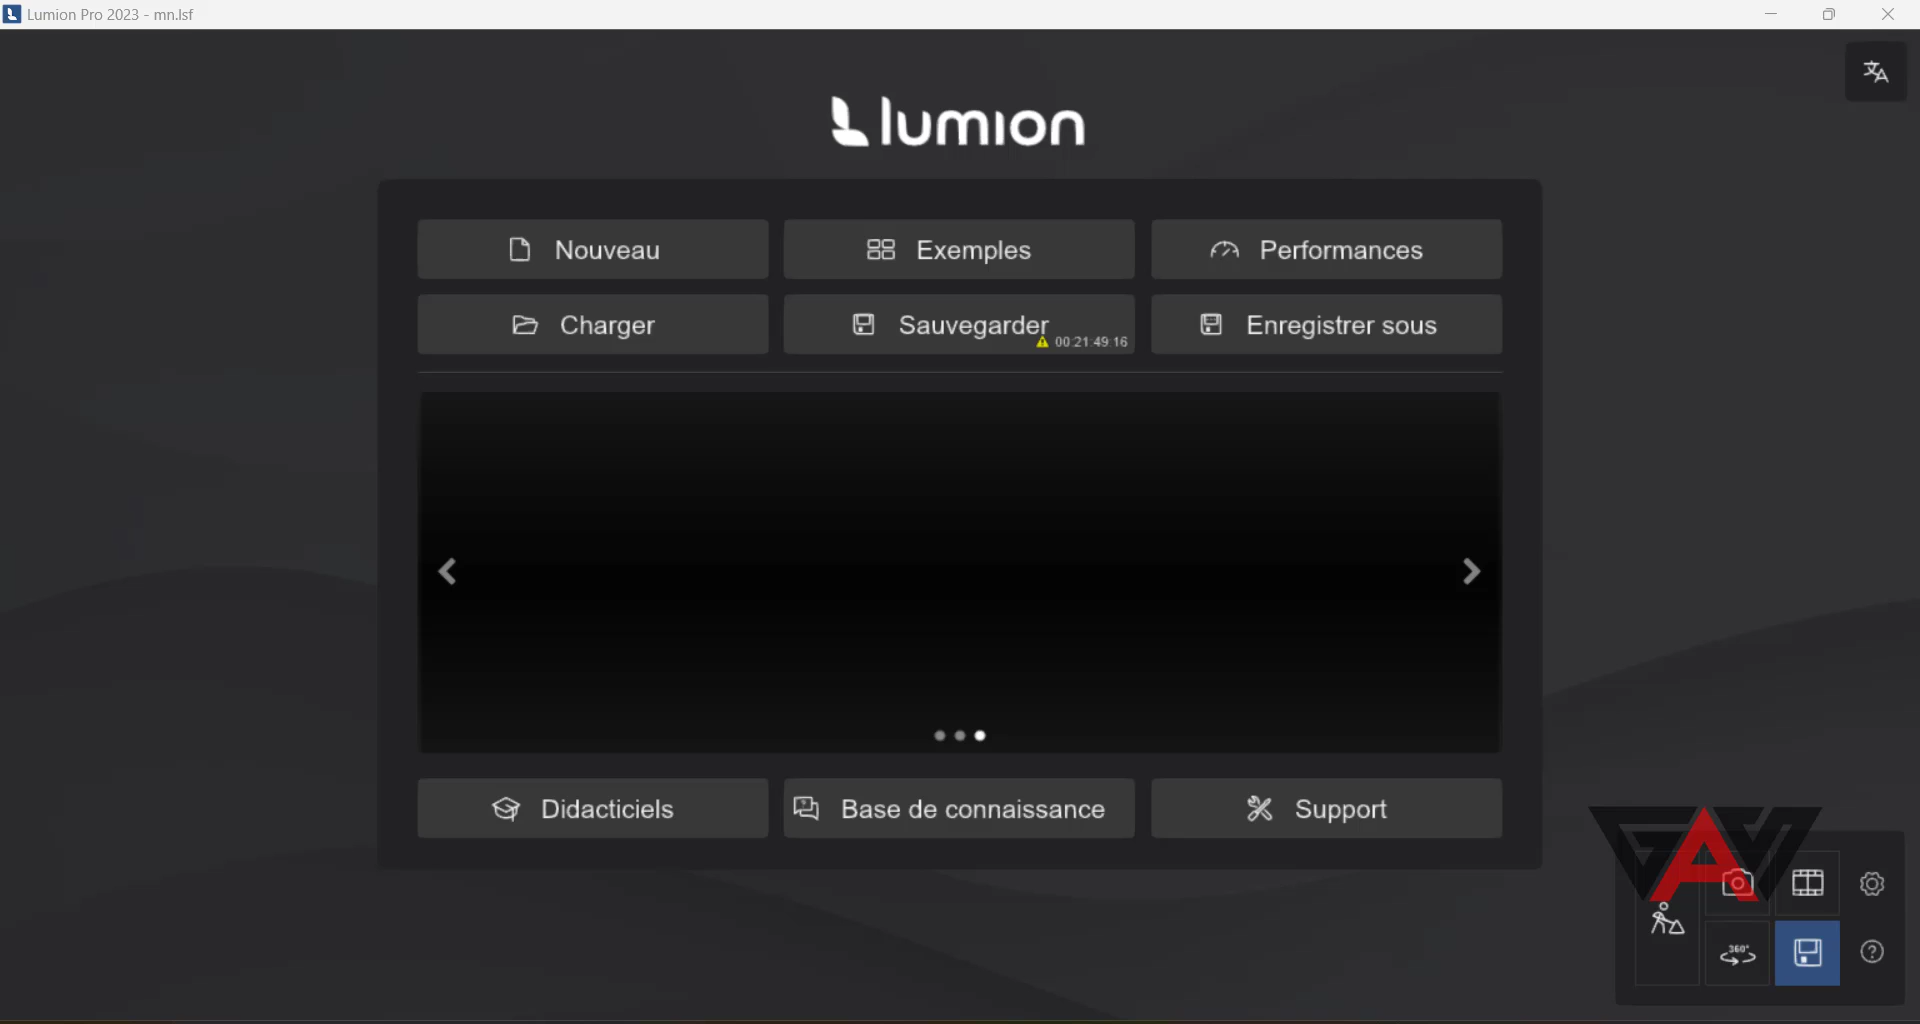 Lumion Pro 2023 - mn.lsf
lumion
Nouveau
Exemples
Performances
Charger
Sauvegarder
00:21:49.16
Enregistrer sous
Didacticiels
Base de connaissance
Support
360°